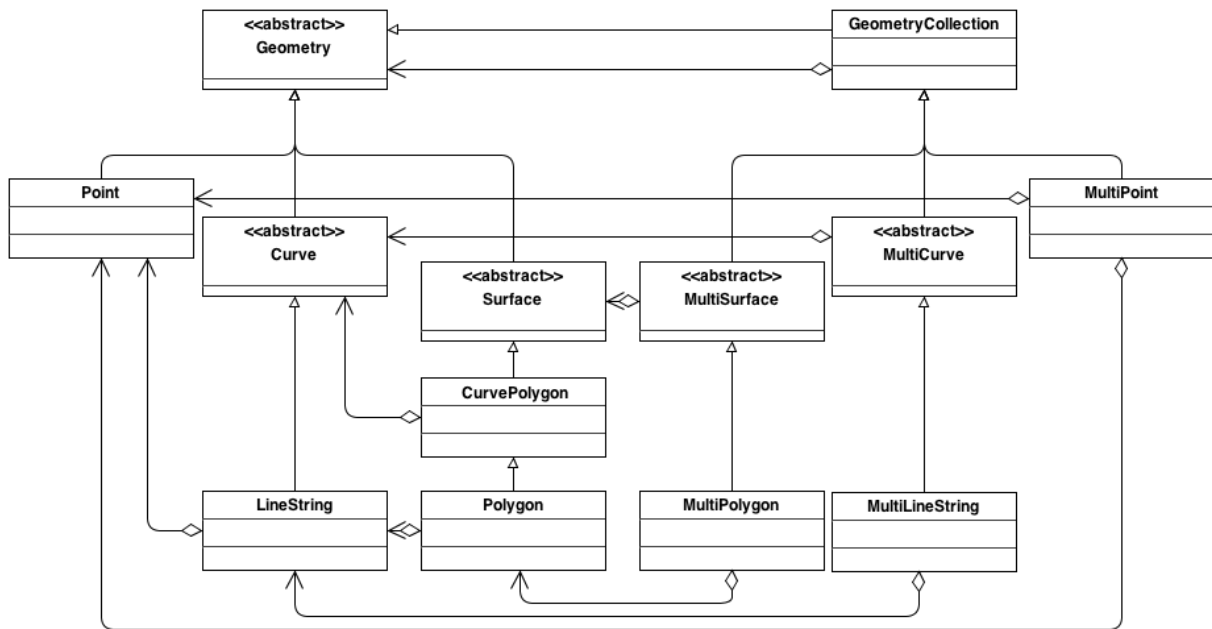 <<abstract>>
Geometry
GeometryCollection
Point
MultiPoint
<<abstract>>
Curve
<<abstract>>
MultiCurve
<<abstract>>
Surface
<<abstract>>
MultiSurface
CurvePolygon
LineString
Polygon
MultiPolygon
MultiLineString